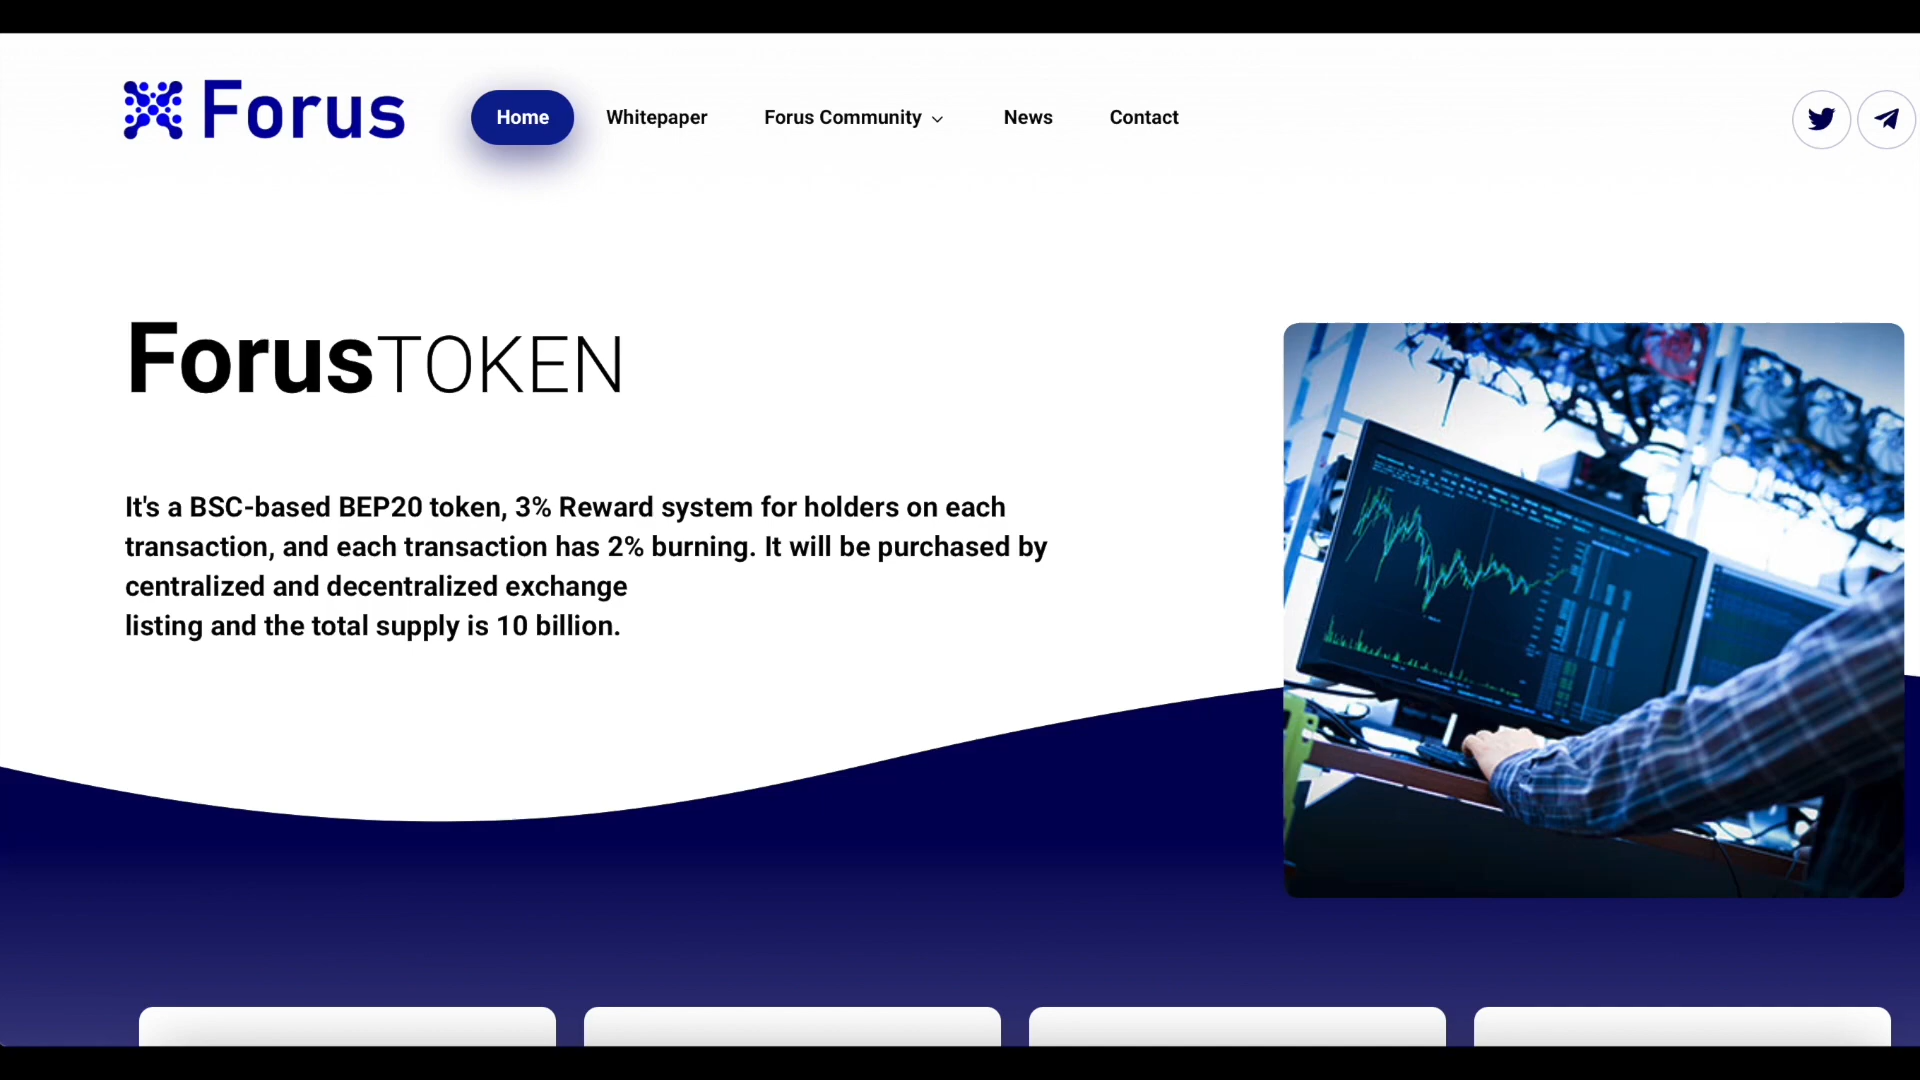 Forus
Home
Whitepaper
Forus Community
News
Contact
ForusTOKEN
It's a BSC-based BEP20 token, 3% Reward system for holders on each
transaction, and each transaction has 2% burning. It will be purchased by
centralized and decentralized exchange
listing and the total supply is 10 billion.